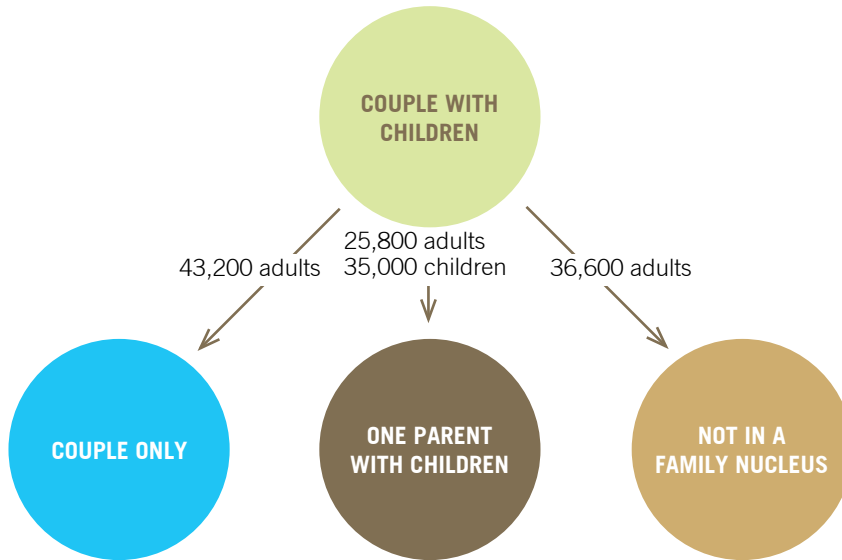 COUPLE WITH
CHILDREN
43,200 adults
25,800 adults
35,000 children
36,600 adults
COUPLE ONLY
ONE PARENT
WITH CHILDREN
NOT IN A
FAMILY NUCLEUS